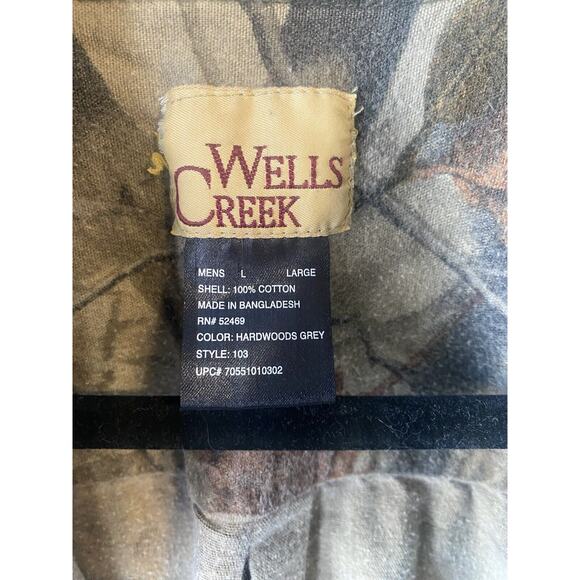 WELLS
CREEK
MENS L LARGE
SHELL: 100% COTTON
MADE IN BANGLADESH
RN# 52469
COLOR: HARDWOODS GREY
STYLE: 103
UPC# 70551010302